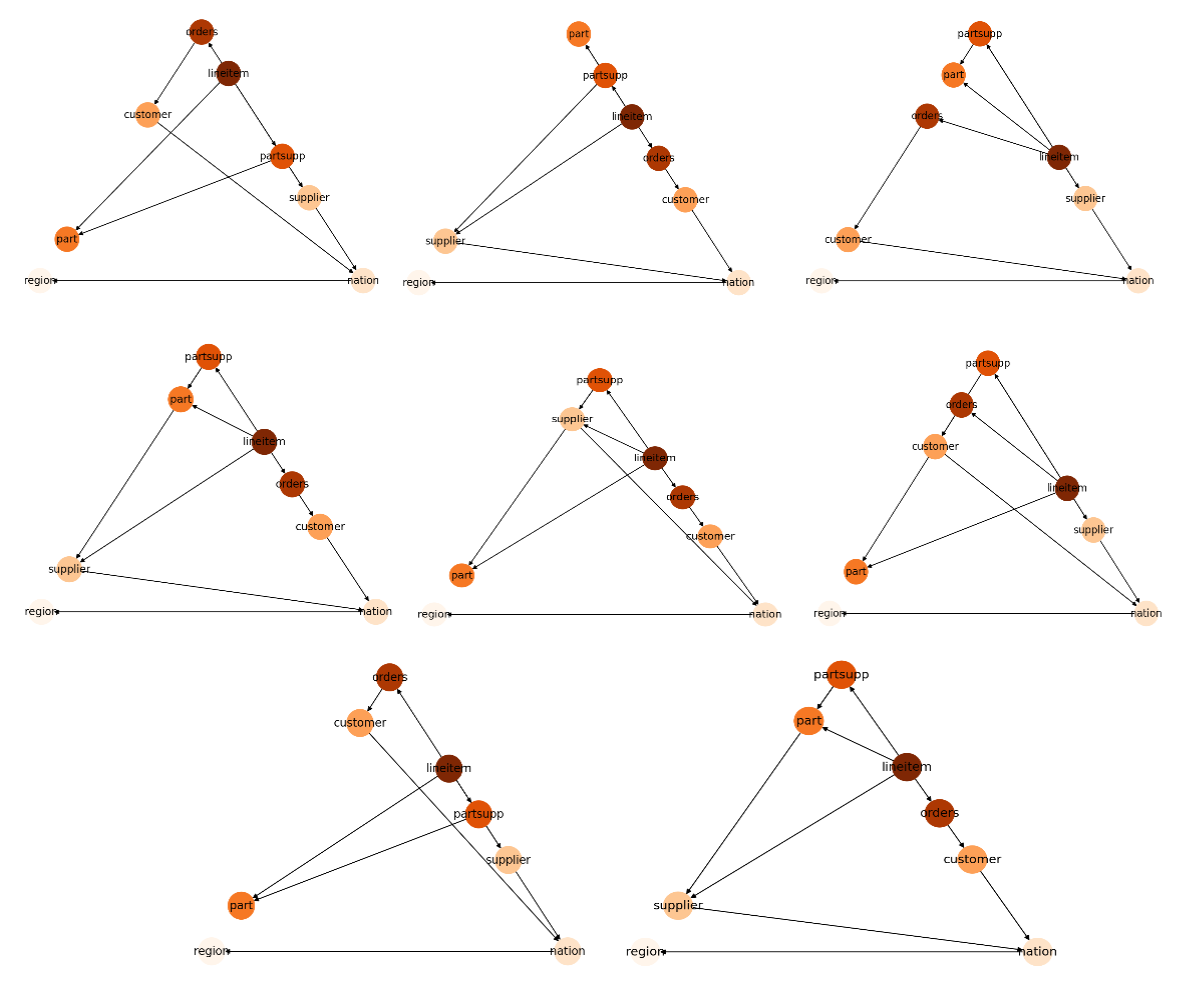 orders
lineitem
customer
partsupp
supplier
part
region
nation
part
partsupp
lineitem
orders
customer
supplier
region
nation
partsupp
part
orders
lineitem
supplier
customer
region
nation
partsupp
part
lineitem
orders
customer
supplier
region
nation
partsupp
supplier
lineitem
orders
customer
part
region
nation
partsupp
orders
customer
lineitem
supplier
part
region
nation
orders
customer
lineitem
partsupp
supplier
part
region
nation
partsupp
part
lineitem
orders
customer
supplier
region
nation